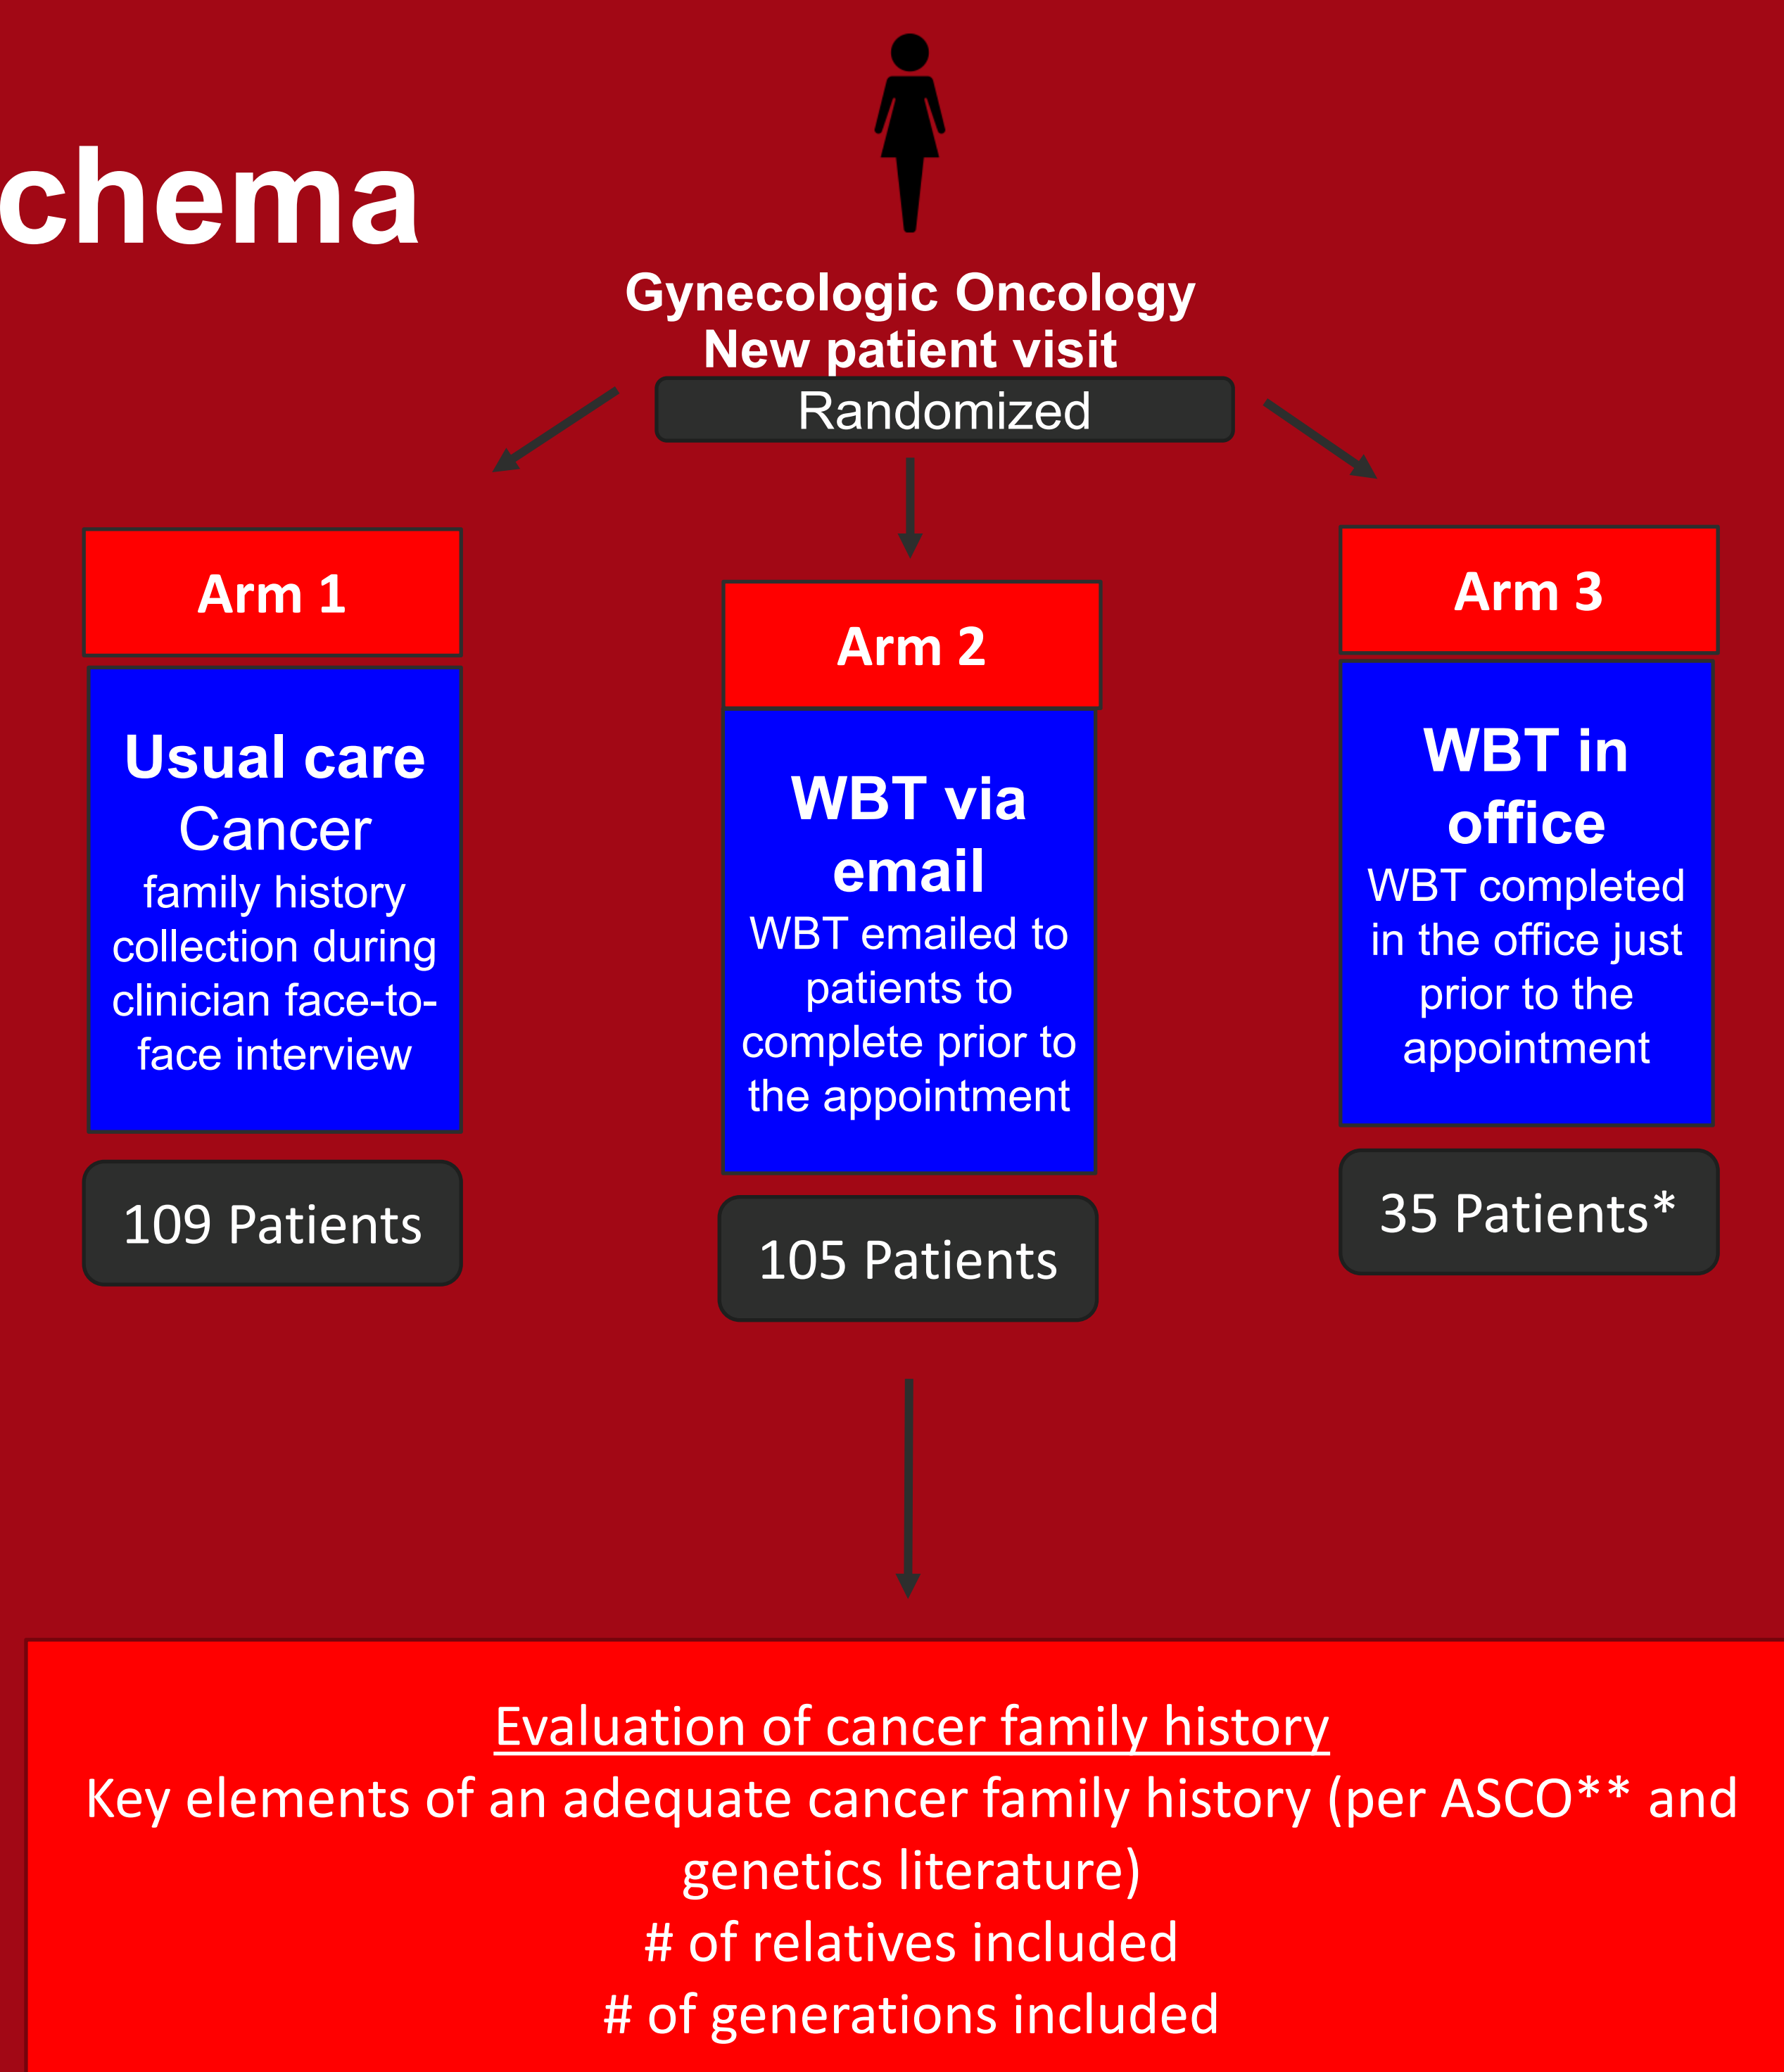 chema
Gynecologic Oncology
New patient visit
Randomized
Arm 1
Usual care
Cancer
family history
collection during
clinician face-to-
face interview
109 Patients
Arm 2
WBT via
email
WBT emailed to
patients to
complete prior to
the appointment
105 Patients
Arm 3
WBT in
office
WBT completed
in the office just
prior to the
appointment
35 Patients*
Evaluation of cancer family history
Key elements of an adequate cancer family history (per ASCO** and
genetics literature)
# of relatives included
# of generations included